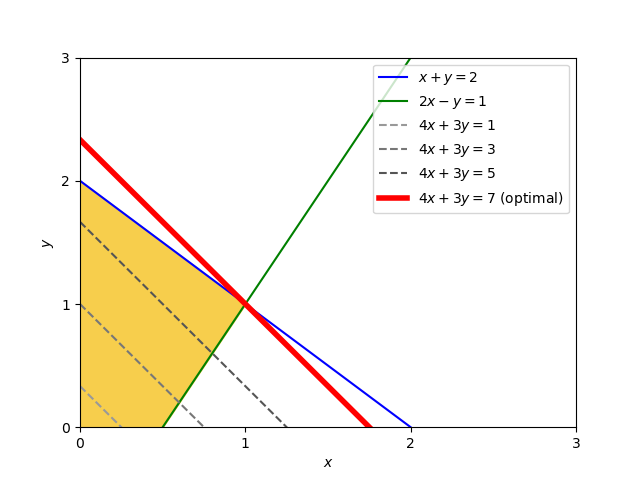 3
2
1
0
y
0
1
2
3
x
x + y = 2
2x − y = 1
4x + 3y = 1
4x + 3y = 3
4x + 3y = 5
4x + 3y = 7 (optimal)